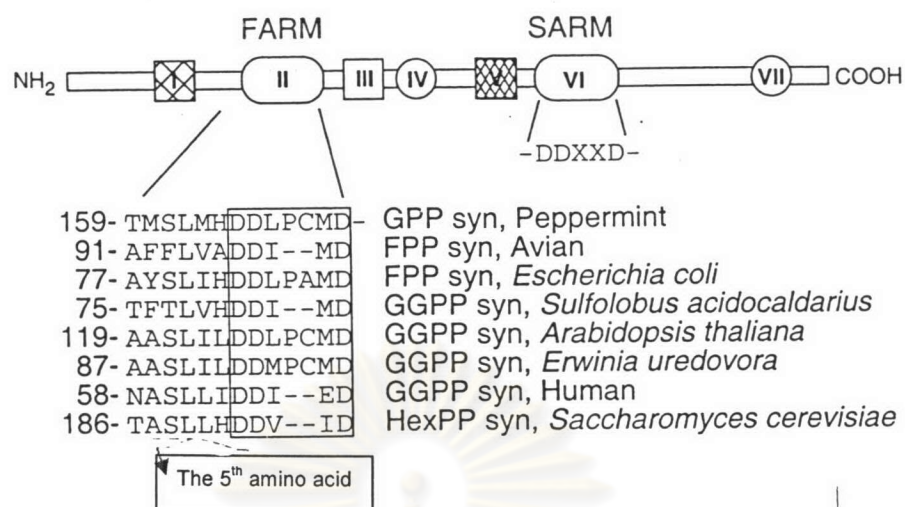 FARM SARM
NH2 I II III IV V VI VII COOH
-DDXXD-
159- TMSLMHDDLPCMD- GPP syn, Peppermint
91- AFFLVADDI--MD FPP syn, Avian
77- AYSLIHDDLPAMD FPP syn, Escherichia coli
75- TFTLVHDDI--MD GGPP syn, Sulfolobus acidocaldarius
119- AASLILDDLPCMD GGPP syn, Arabidopsis thaliana
87- AASLILDDMPCMD GGPP syn, Erwinia uredovora
58- NASLLIDDI--ED GGPP syn, Human
186- TASLLHDDV--ID HexPP syn, Saccharomyces cerevisiae
The 5th amino acid